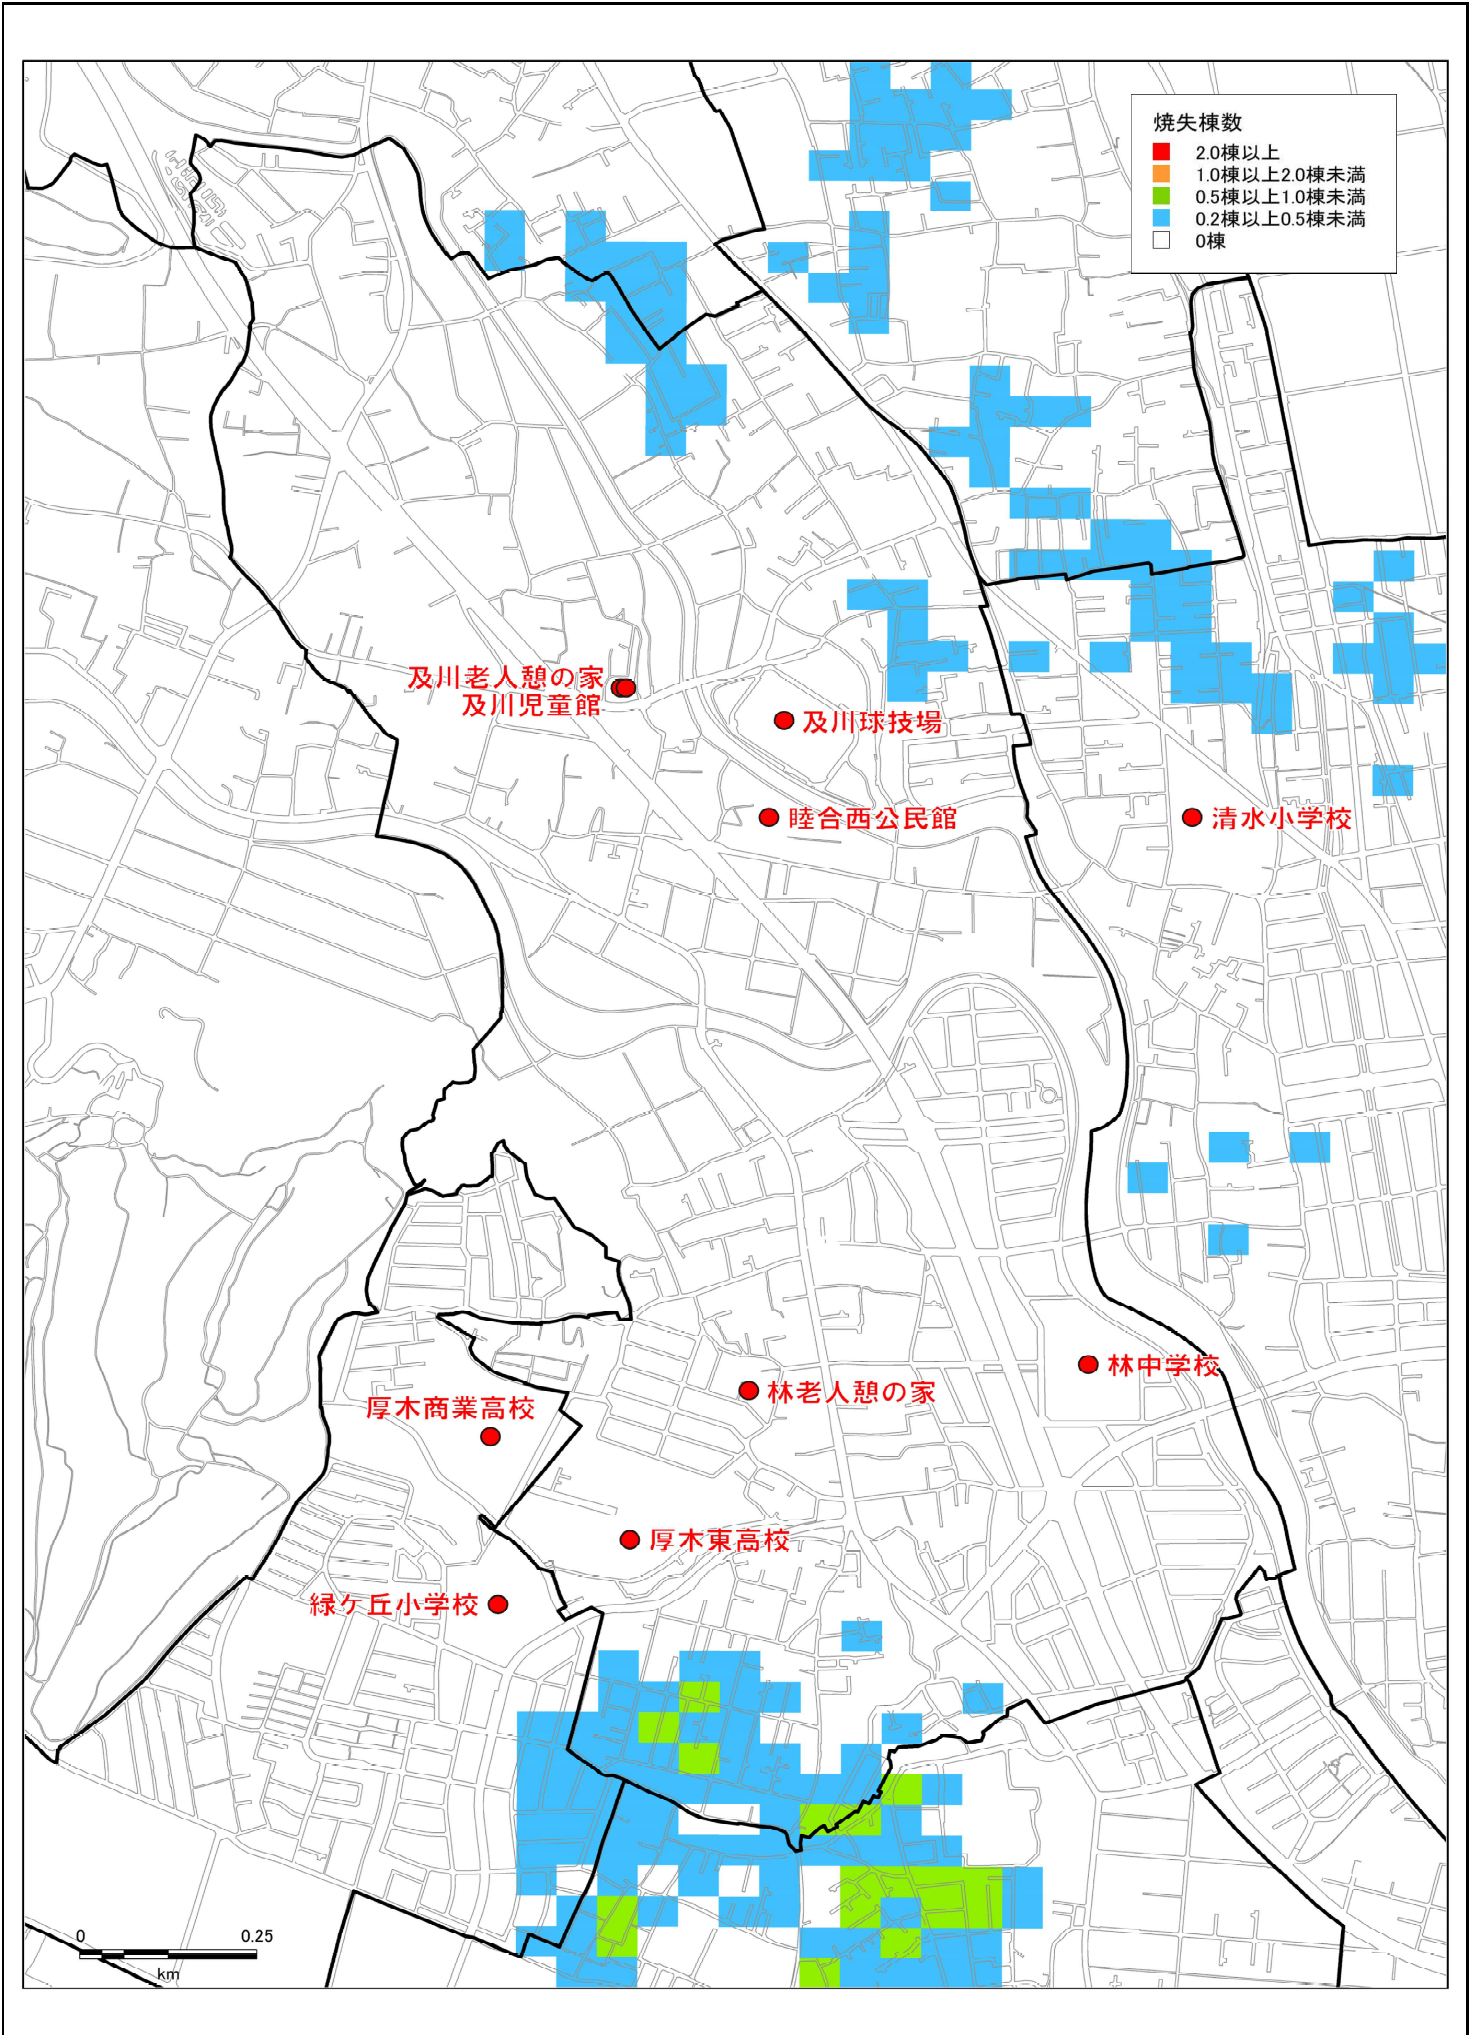 焼失棟数
2.0棟以上
1.0棟以上2.0棟未満
0.5棟以上1.0棟未満
0.2棟以上0.5棟未満
0棟
及川老人憩の家
及川児童館
及川球技場
睦合西公民館
清水小学校
林中学校
林老人憩の家
厚木商業高校
厚木東高校
緑ケ丘小学校
0 0.25
km